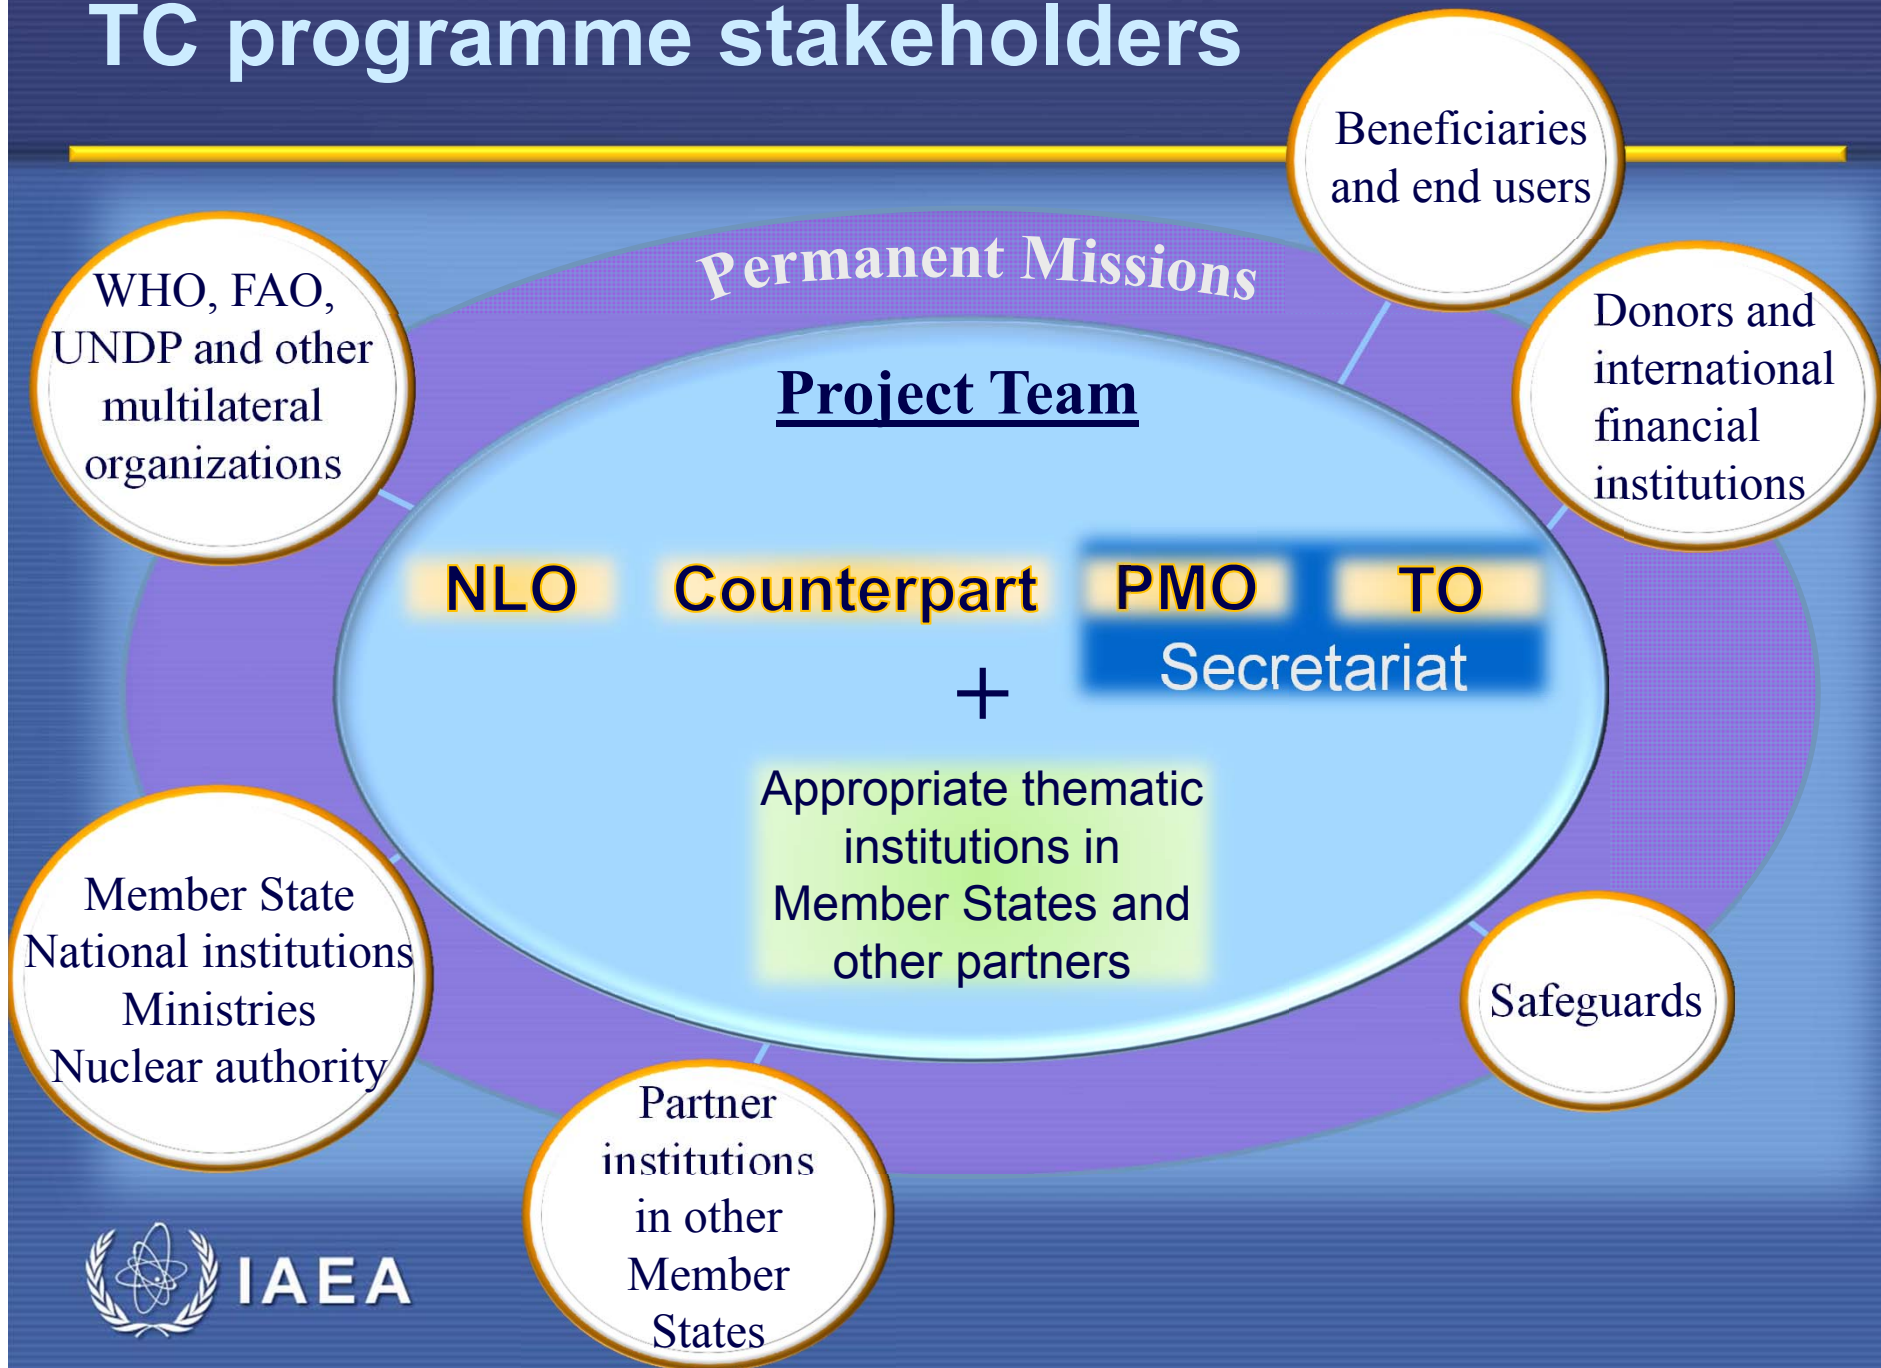 TC programme stakeholders
Beneficiaries
and end users
Permanent Missions
WHO, FAO,
UNDP and other
multilateral
organizations
Donors and
international
financial
institutions
Project Team
NLO
Counterpart
PMO
TO
Secretariat
+
Appropriate thematic
institutions in
Member States and
other partners
Member State
National institutions
Ministries
Nuclear authority
Safeguards
Partner
institutions
in other
Member
States
IAEA